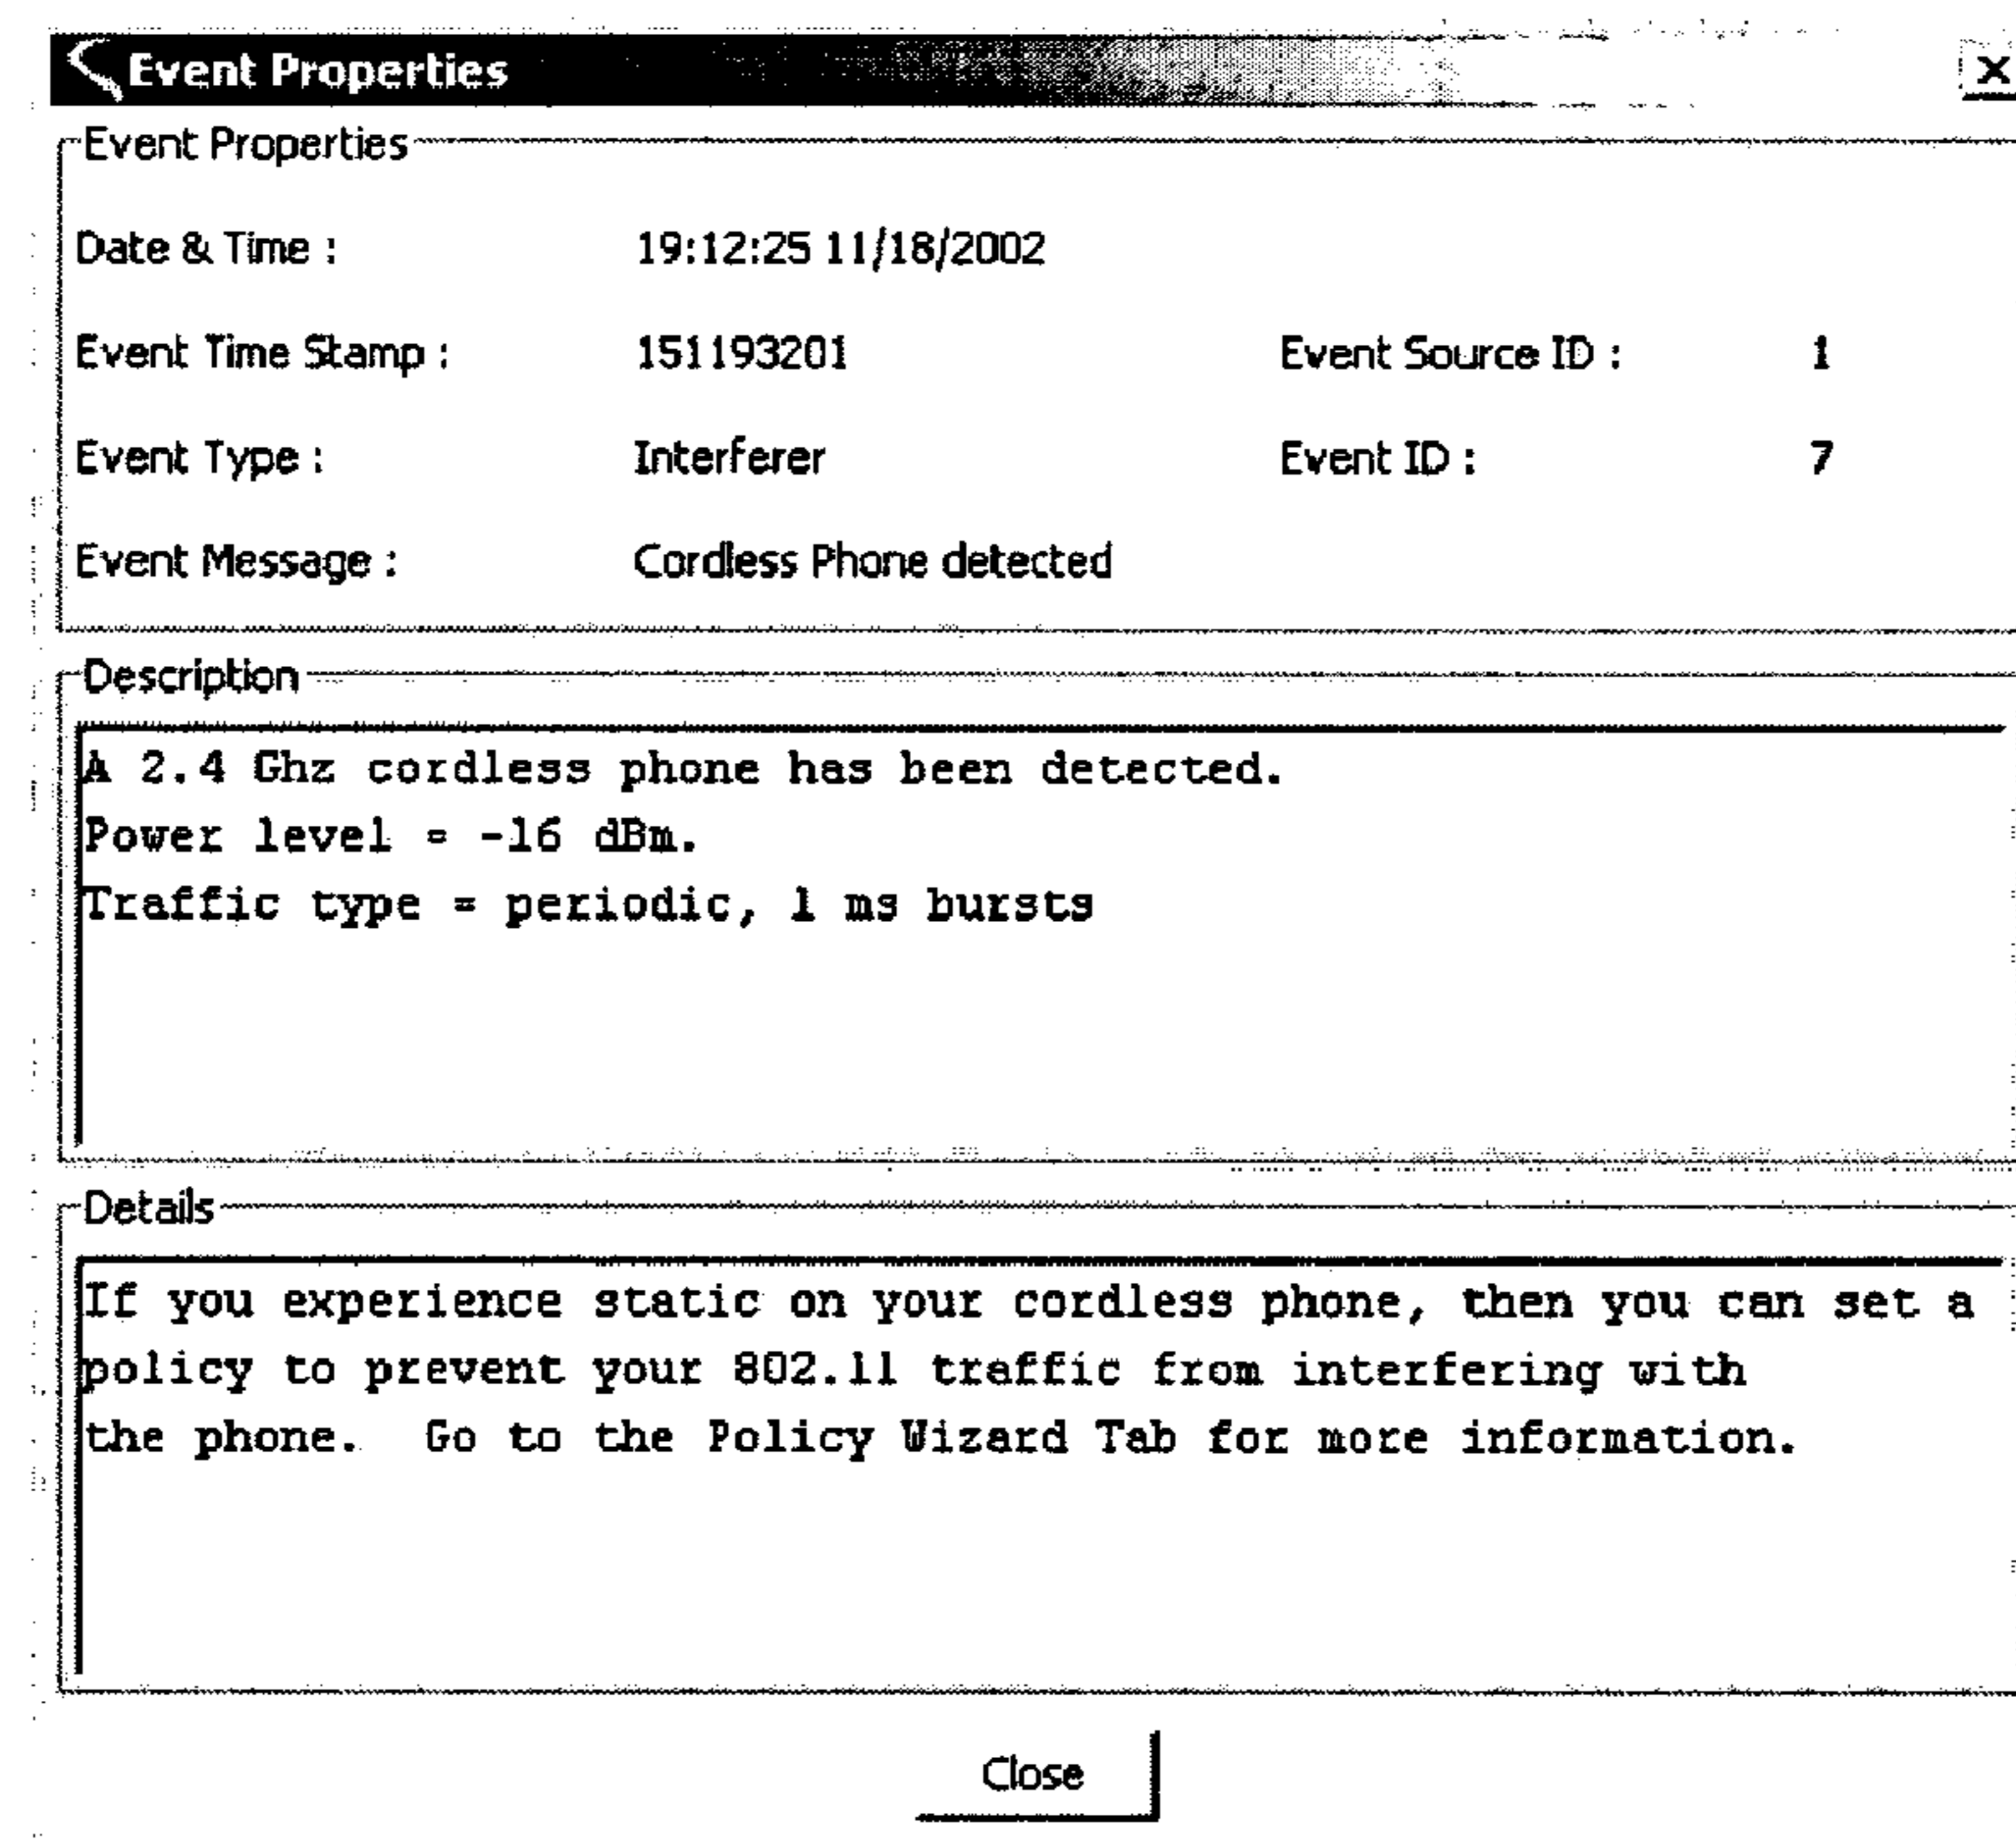 Event Properties
X
Event Properties
Date & Time : 19:12:25 11/18/2002
Event Time Stamp : 151193201 Event Source ID : 1
Event Type : Interferer Event ID : 7
Event Message : Cordless Phone detected
Description
A 2.4 Ghz cordless phone has been detected.
Power level = -16 dBm.
Traffic type = periodic, 1 ms bursts
Details
If you experience static on your cordless phone, then you can set a
policy to prevent your 802.11 traffic from interfering with
the phone.  Go to the Policy Wizard Tab for more information.
Close